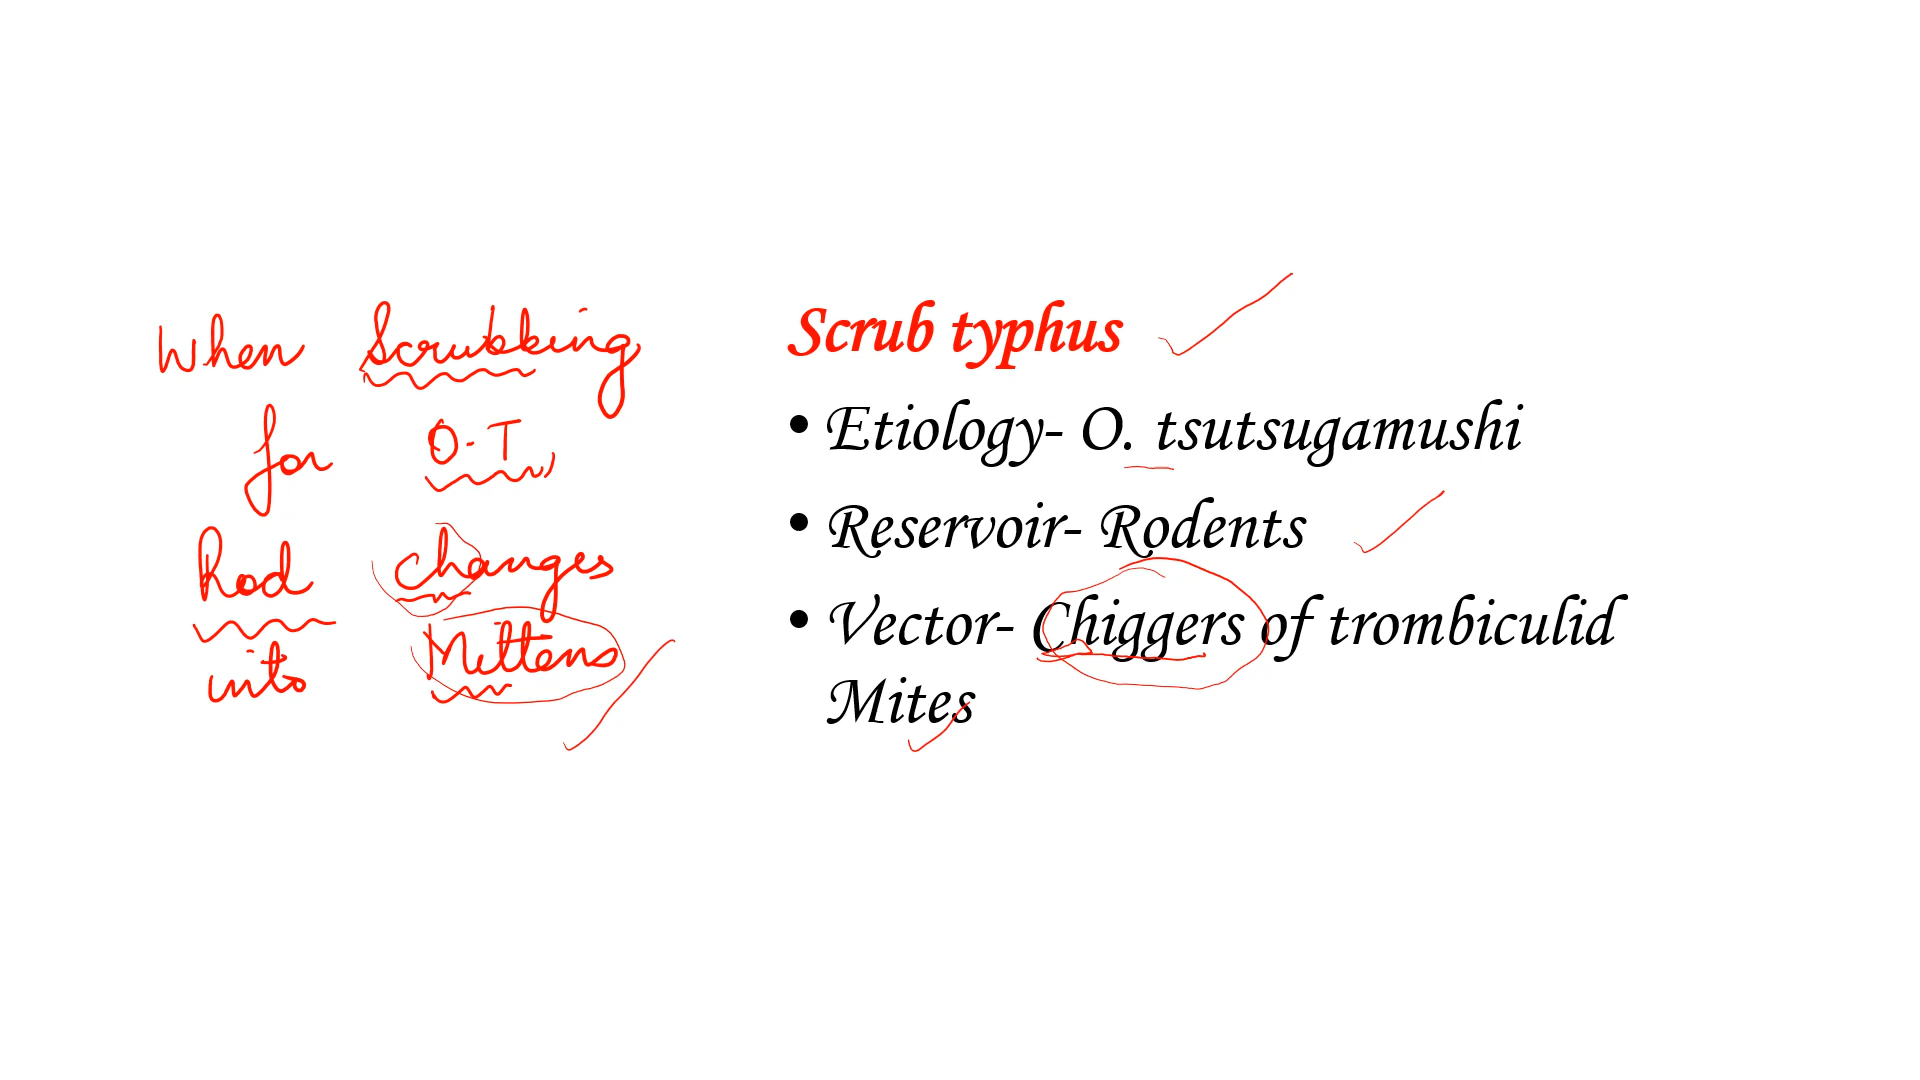 When Scrubbing
for O.T,
Rod changes
into Mittens
Scrub typhus
• Etiology- O. tsutsugamushi
• Reservoir- Rodents
• Vector- Chiggers of trombiculid
Mites